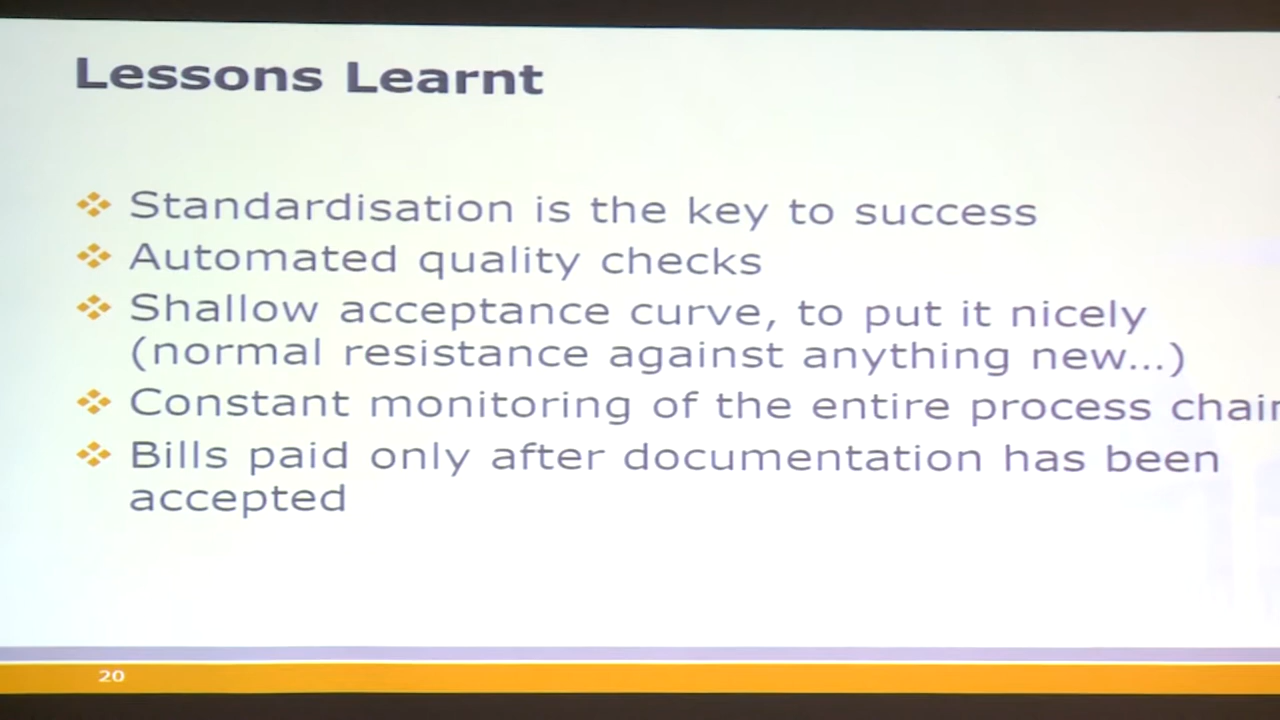 Lessons Learnt
Standardisation is the key to success
Automated quality checks
Shallow acceptance curve, to put it nicely
(normal resistance against anything new...)
Constant monitoring of the entire process
Bills paid only after documentation has been
accepted
20